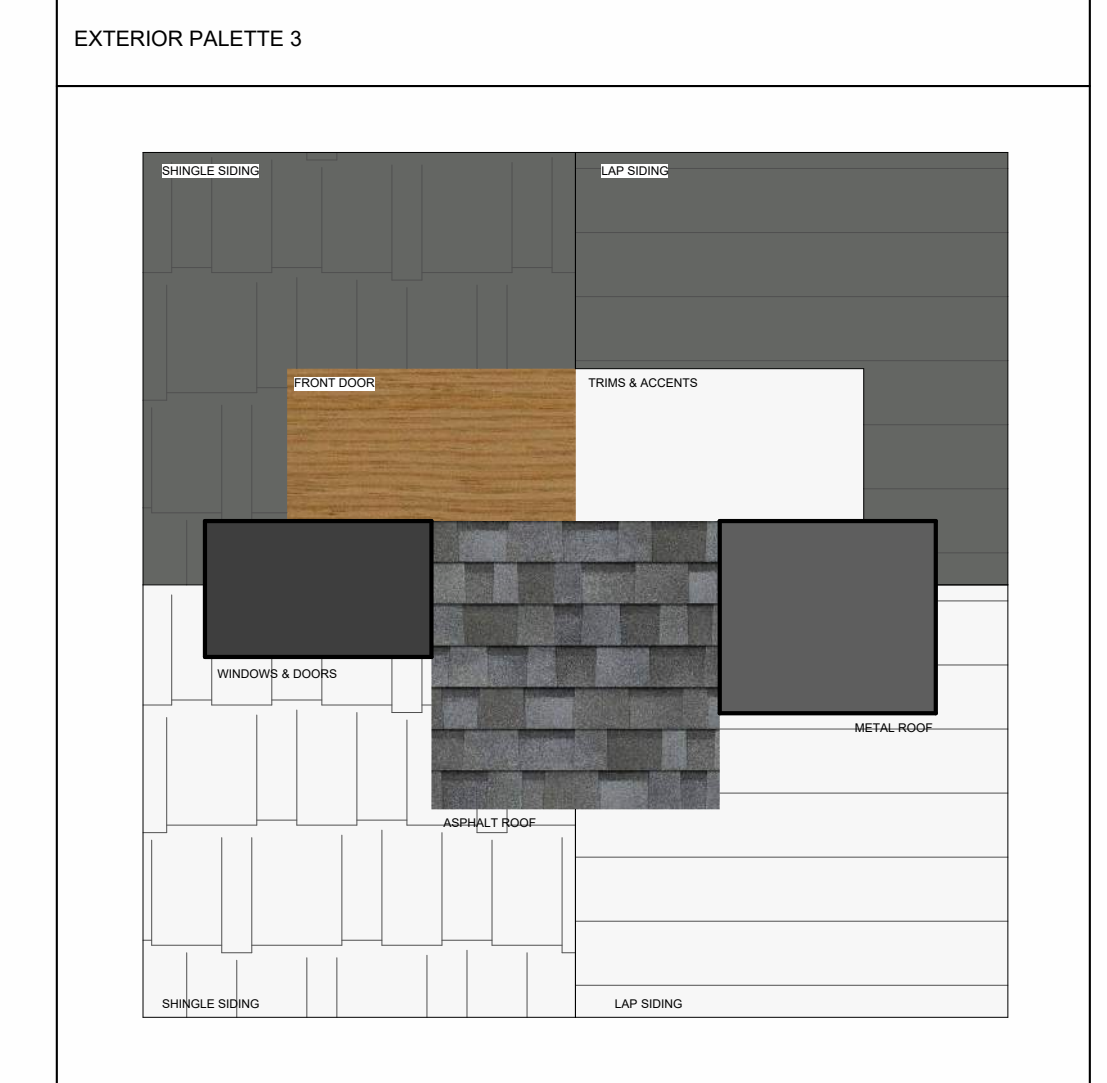 EXTERIOR PALETTE 3
SHINGLE SIDING
LAP SIDING
FRONT DOOR
TRIMS & ACCENTS
WINDOWS & DOORS
METAL ROOF
ASPHALT ROOF
SHINGLE SIDING
LAP SIDING